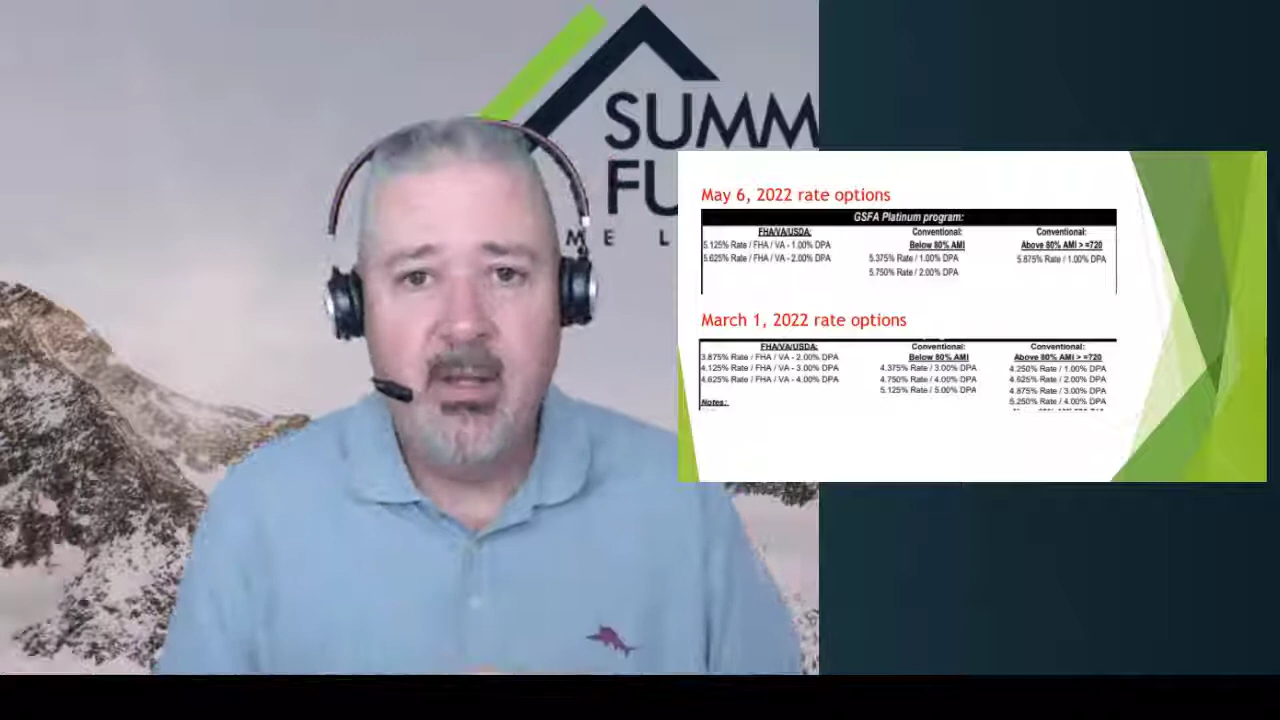 SUMM
FU
M E L
May 6, 2022 rate options
GSFA Platinum program:
FHA/VA/USDA: Conventional: Conventional:
5.125% Rate / FHA / VA - 1.00% DPA Below 80% AMI Above 80% AMI > =720
5.625% Rate / FHA / VA - 2.00% DPA 5.375% Rate / 1.00% DPA 5.875% Rate / 1.00% DPA
5.750% Rate / 2.00% DPA
March 1, 2022 rate options
FHA/VA/USDA: Conventional: Conventional:
3.875% Rate / FHA / VA - 2.00% DPA Below 80% AMI Above 80% AMI > =720
4.125% Rate / FHA / VA - 3.00% DPA 4.375% Rate / 3.00% DPA 4.250% Rate / 1.00% DPA
4.625% Rate / FHA / VA - 4.00% DPA 4.750% Rate / 4.00% DPA 4.625% Rate / 2.00% DPA
5.125% Rate / 5.00% DPA 4.875% Rate / 3.00% DPA
Notes: 5.250% Rate / 4.00% DPA